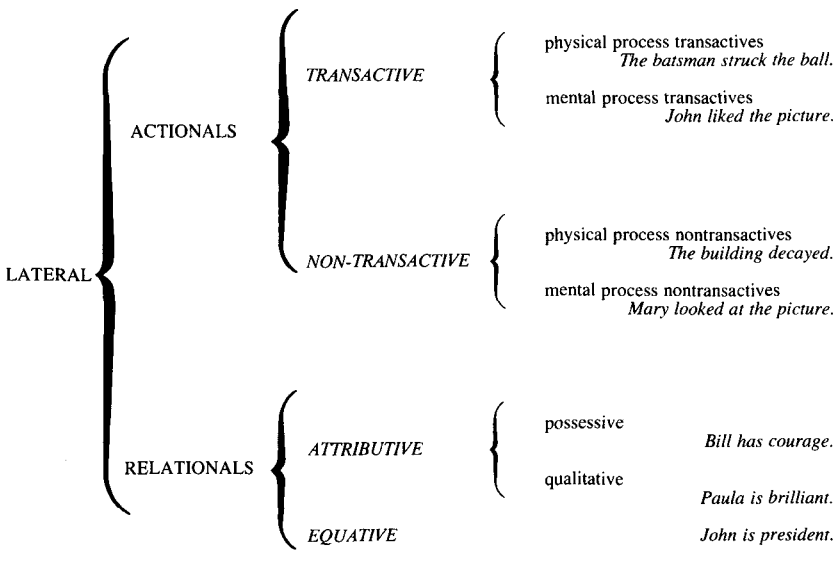 TRANSACTIVE
physical process transactives
The batsman struck the ball.
mental process transactives
John liked the picture.
ACTIONALS
NON-TRANSACTIVE
physical process nontransactives
The building decayed.
mental process nontransactives
Mary looked at the picture.
LATERAL
RELATIONALS
ATTRIBUTIVE
possessive
Bill has courage.
qualitative
Paula is brilliant.
EQUATIVE
John is president.